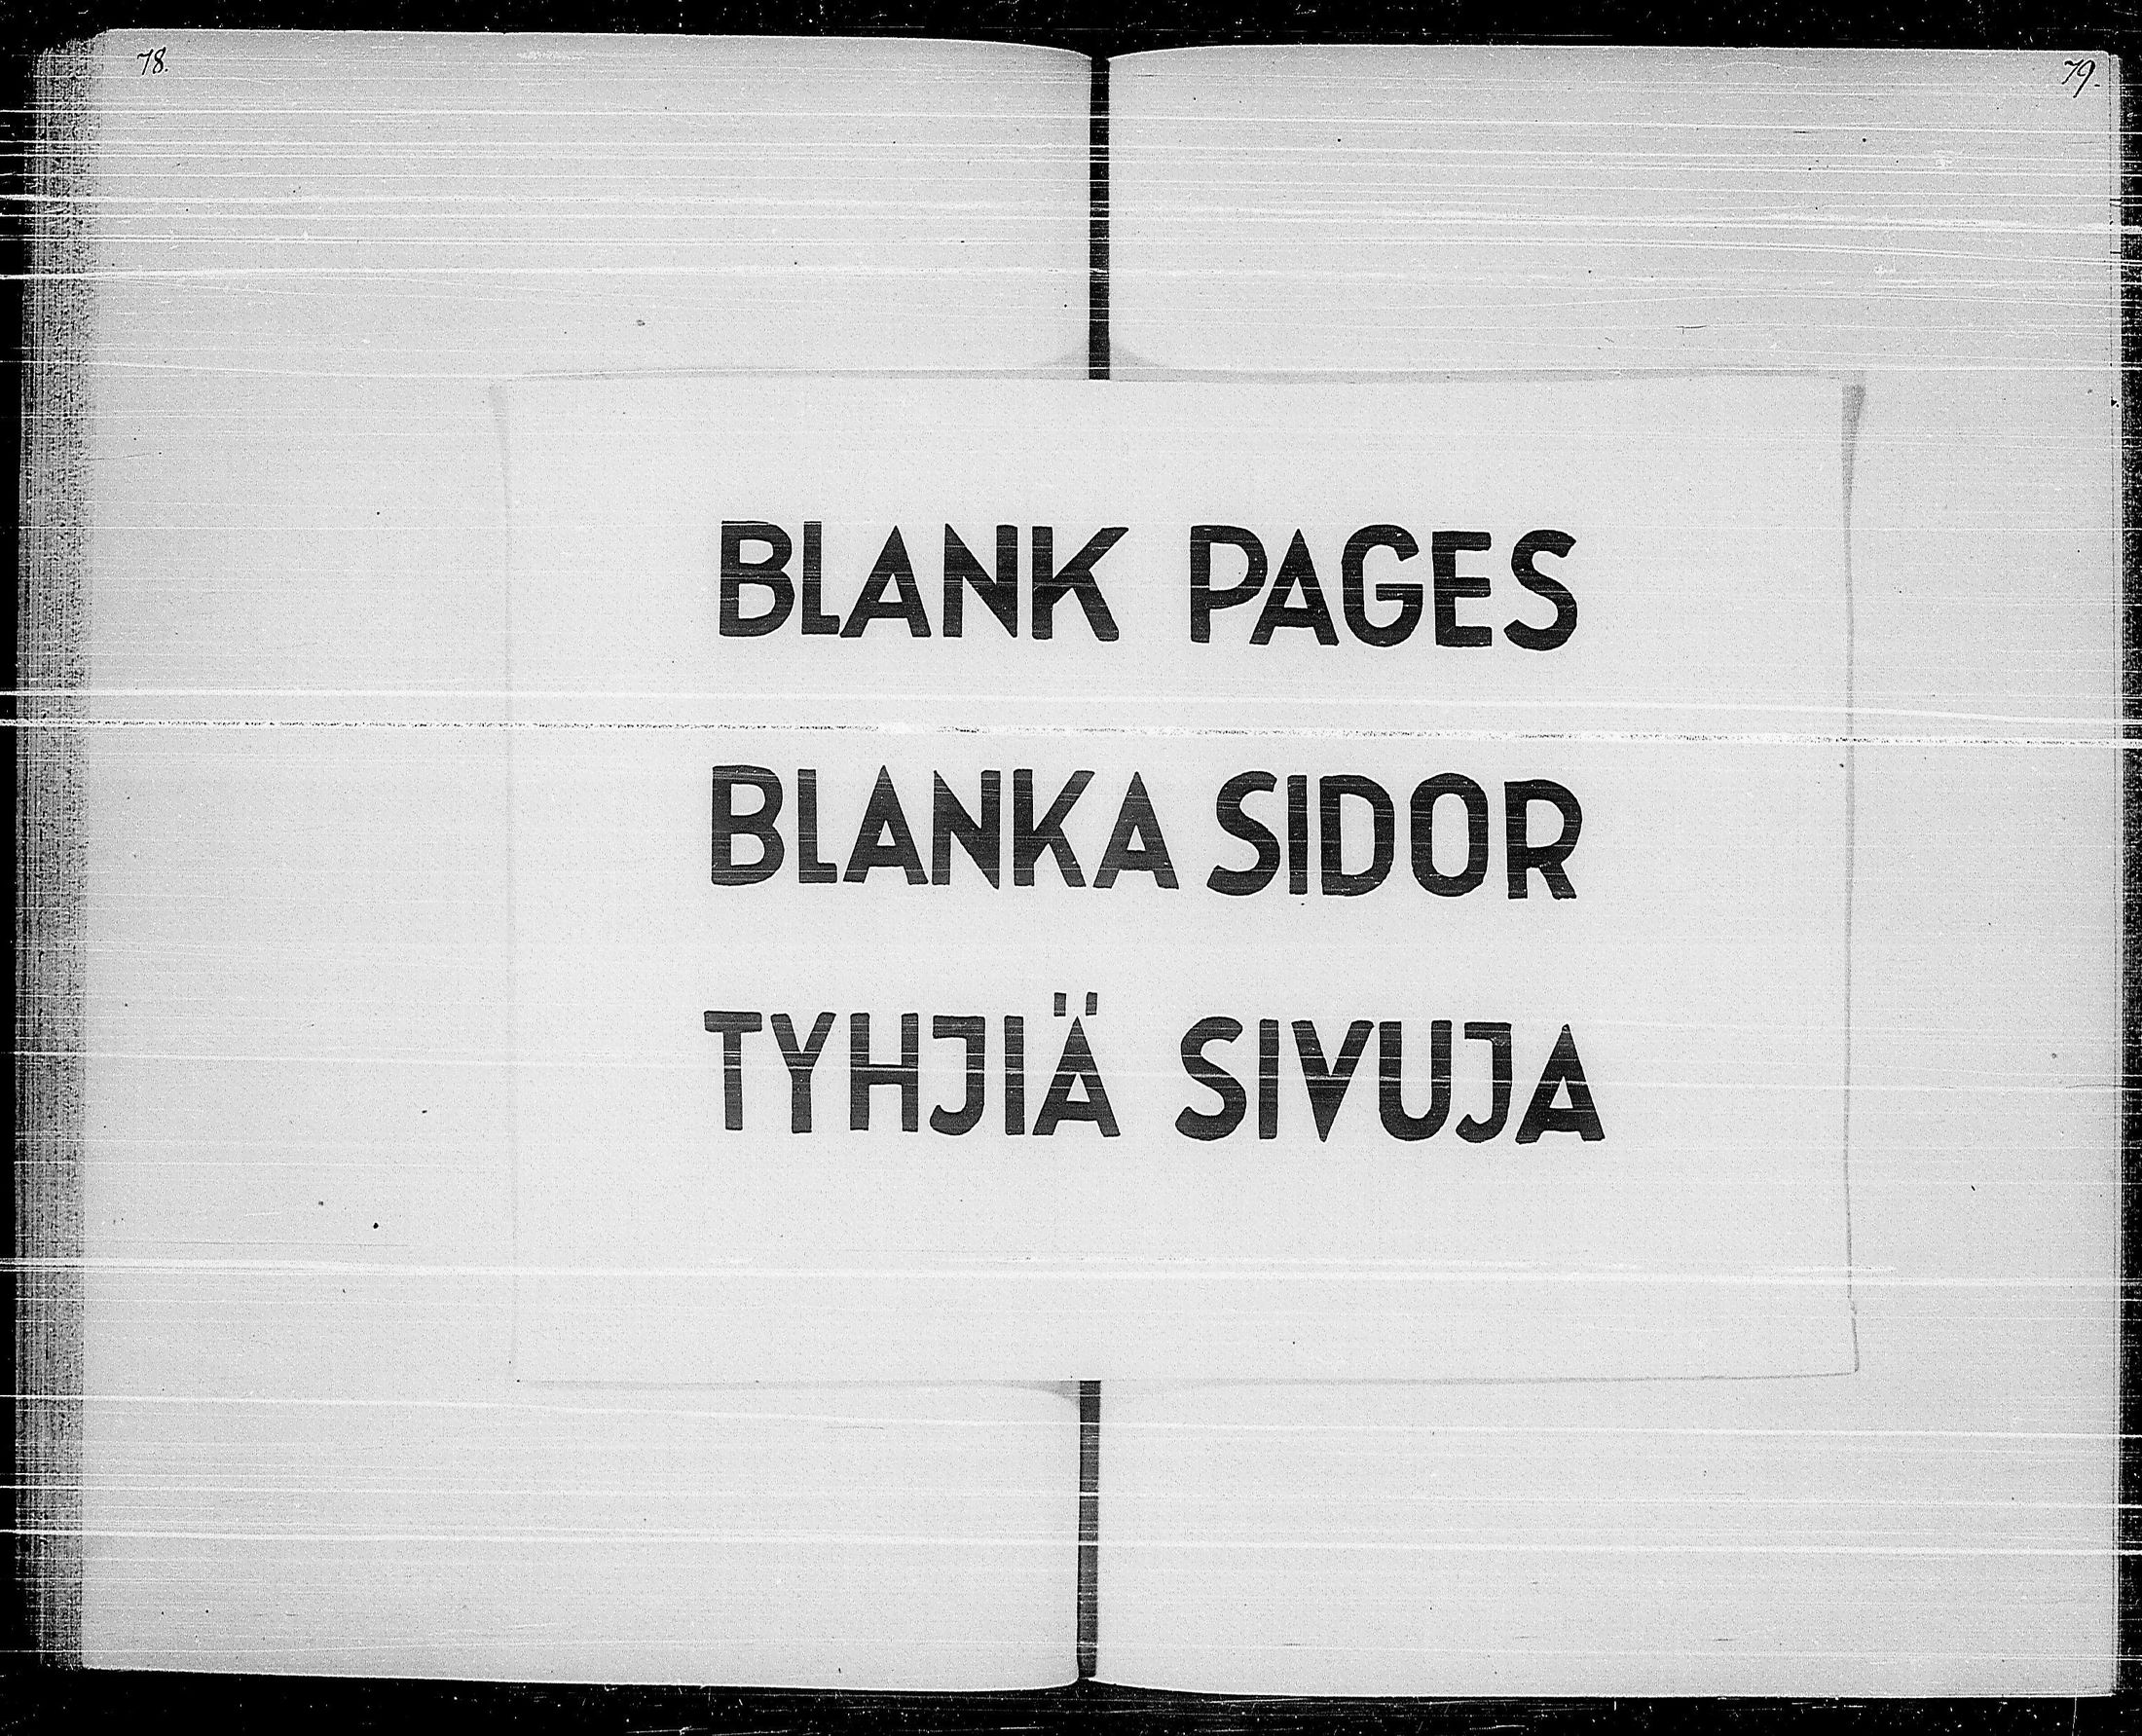 78.
79.
BLANK PAGES
BLANKA SIDOR
TYHJIÄ SIVUJA